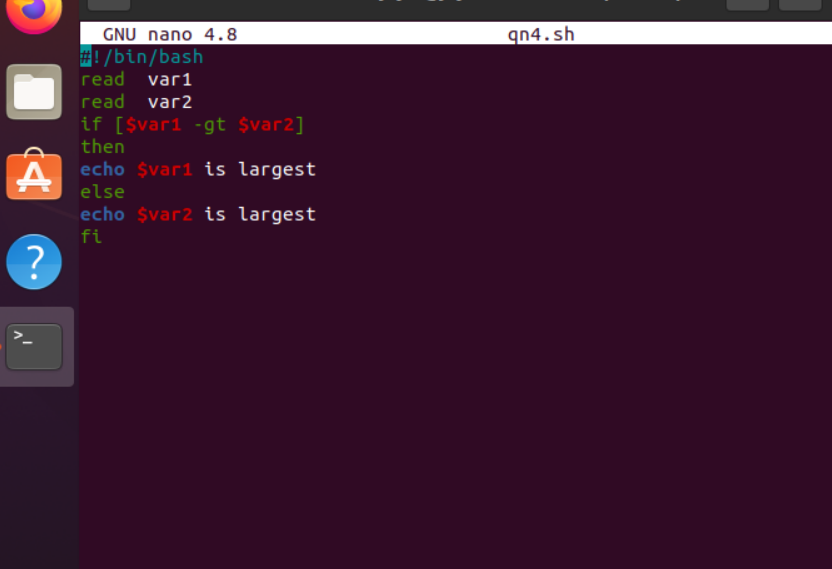 GNU nano 4.8 qn4.sh
#!/bin/bash
read  var1
read  var2
if [$var1 -gt $var2]
then
echo $var1 is largest
else
echo $var2 is largest
fi